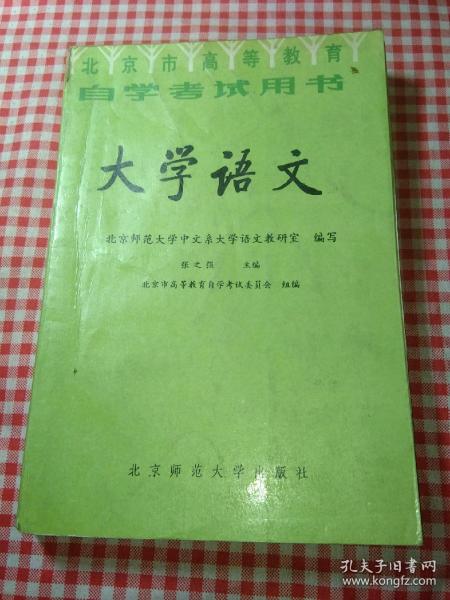 北京市高等教育
自学考试用书
大学语文
北京师范大学中文系大学语文教研室 编写
张之强 主编
北京市高等教育自学考试委员会 组编
北京师范大学出版社
孔夫子旧书网
www.kongfz.com